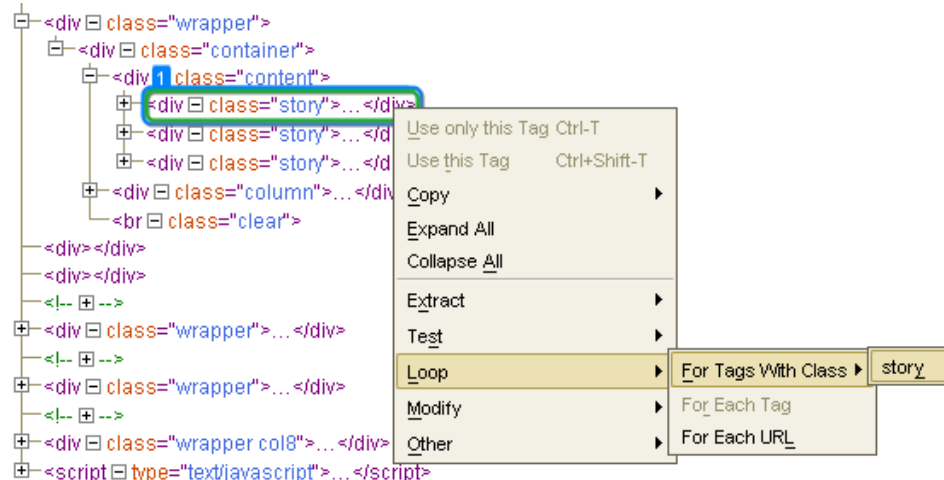 <div class="wrapper">
<div class="container">
<div 1 class="content">
<div class="story">...</div>
<div class="story">...</d
<div class="story">...</d
<div class="column">...</div
<br class="clear">
<div></div>
<div></div>
<!-- -->
<div class="wrapper">...</div>
<!-- -->
<div class="wrapper">...</div>
<!-- -->
<div class="wrapper col8">...</div>
<script type="text/javascript">...</script>
Use only this Tag Ctrl-T
Use this Tag Ctrl+Shift-T
Copy
Expand All
Collapse All
Extract
Test
Loop
Modify
Other
For Tags With Class
For Each Tag
For Each URL
story